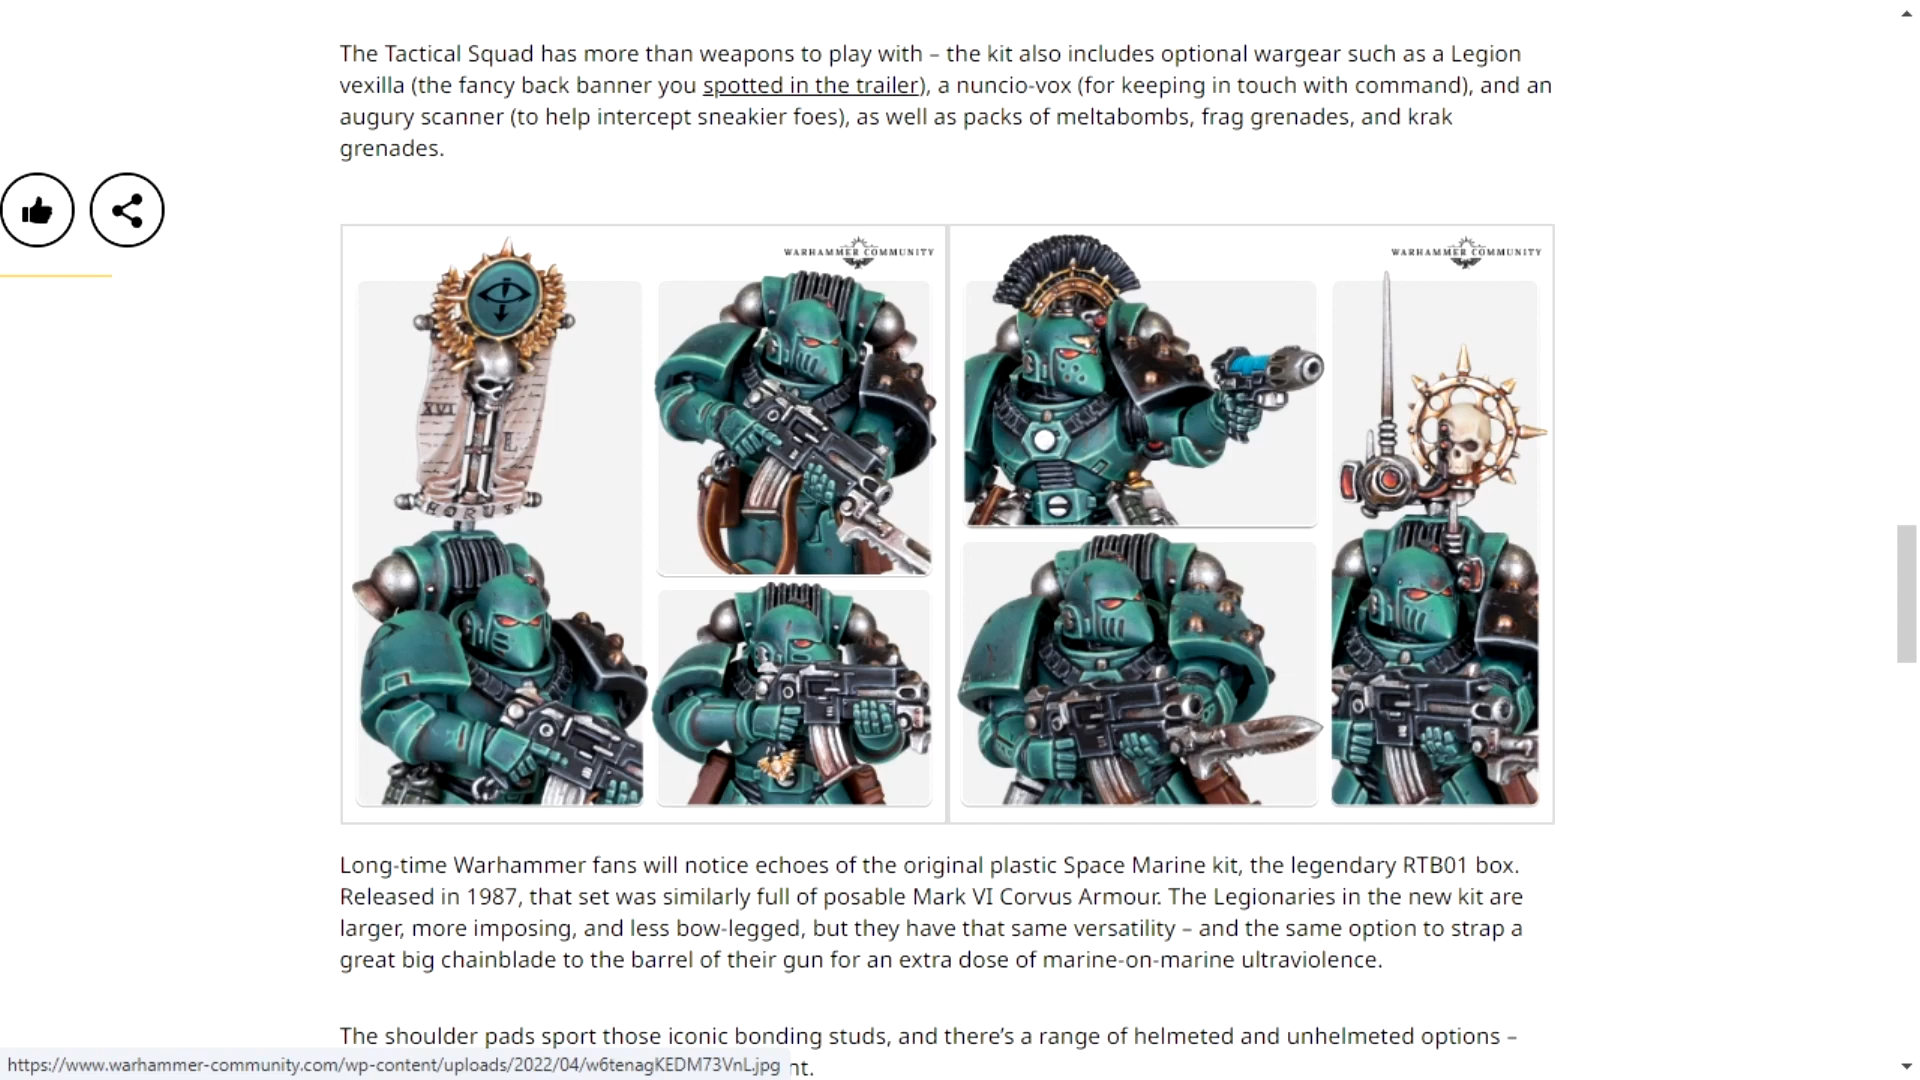 The Tactical Squad has more than weapons to play with – the kit also includes optional wargear such as a Legion
vexilla (the fancy back banner you spotted in the trailer), a nuncio-vox (for keeping in touch with command), and an
augury scanner (to help intercept sneakier foes), as well as packs of meltabombs, frag grenades, and krak
grenades.
WARHAMMER COMMUNITY
WARHAMMER COMMUNITY
XVI
HORUS
Long-time Warhammer fans will notice echoes of the original plastic Space Marine kit, the legendary RTB01 box.
Released in 1987, that set was similarly full of posable Mark VI Corvus Armour. The Legionaries in the new kit are
larger, more imposing, and less bow-legged, but they have that same versatility – and the same option to strap a
great big chainblade to the barrel of their gun for an extra dose of marine-on-marine ultraviolence.
The shoulder pads sport those iconic bonding studs, and there’s a range of helmeted and unhelmeted options –
https://www.warhammer-community.com/wp-content/uploads/2022/04/w6tenagKEDM73VnL.jpg